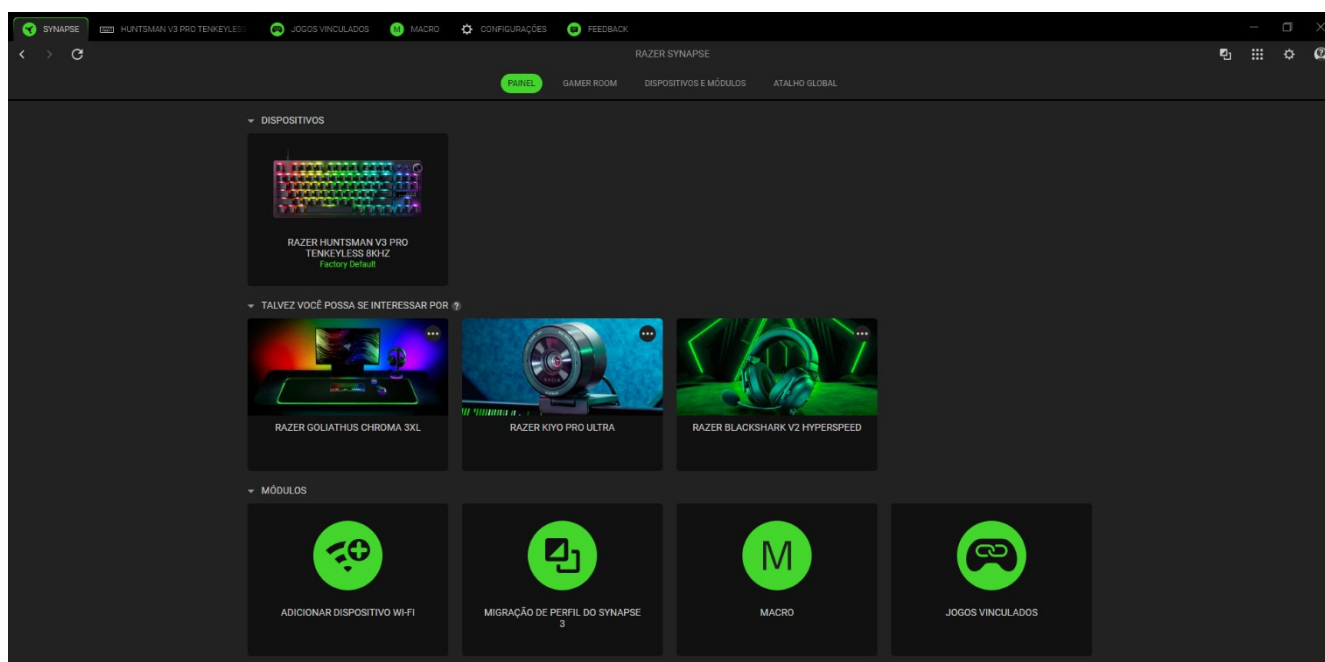 SYNAPSE
HUNTSMAN V3 PRO TENKEYLESS
JOGOS VINCULADOS
M
MACRO
CONFIGURAÇÕES
FEEDBACK
RAZER SYNAPSE
PAINEL
GAMER ROOM
DISPOSITIVOS E MÓDULOS
ATALHO GLOBAL
DISPOSITIVOS
RAZER HUNTSMAN V3 PRO
TENKEYLESS 8KHZ
Factory Default
TALVEZ VOCÊ POSSA SE INTERESSAR POR ?
RAZER GOLIATHUS CHROMA 3XL
RAZER KIYO PRO ULTRA
RAZER BLACKSHARK V2 HYPERSPEED
MÓDULOS
ADICIONAR DISPOSITIVO WI-FI
MIGRAÇÃO DE PERFIL DO SYNAPSE
3
M
MACRO
JOGOS VINCULADOS